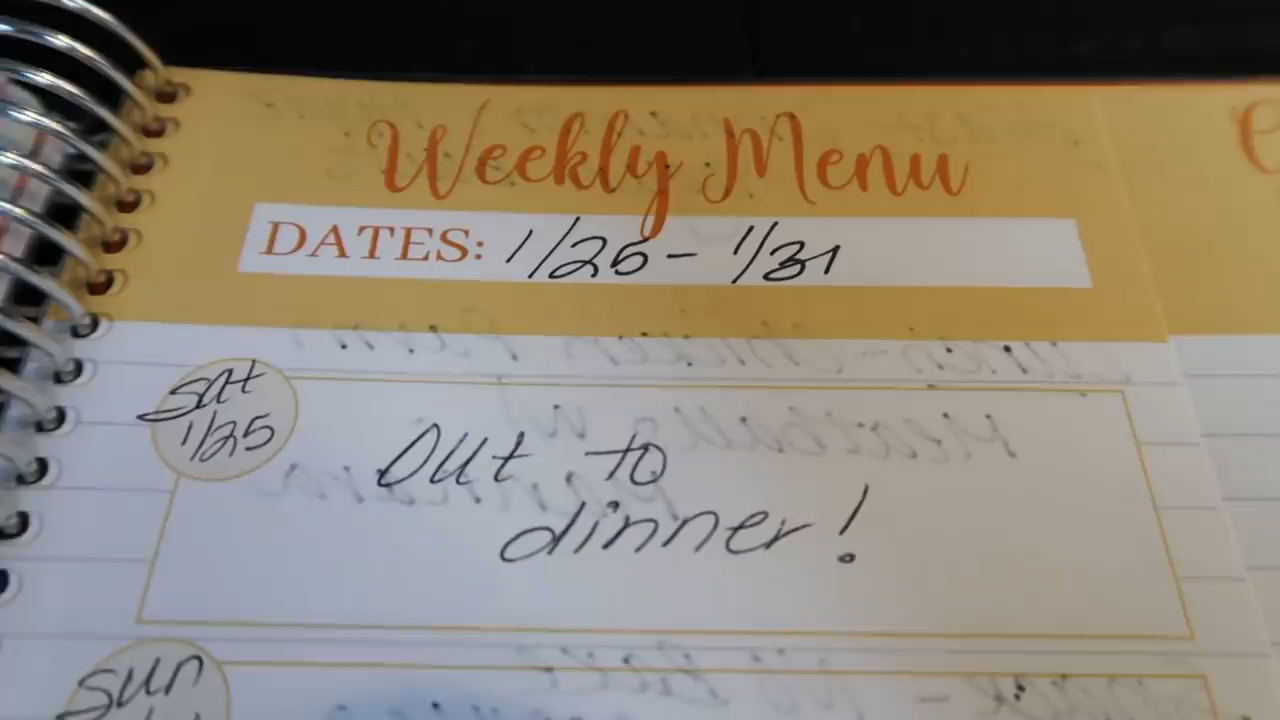 Weekly Menu
DATES: 1/25 - 1/31
Sat
1/25
Out to
dinner!
Sun